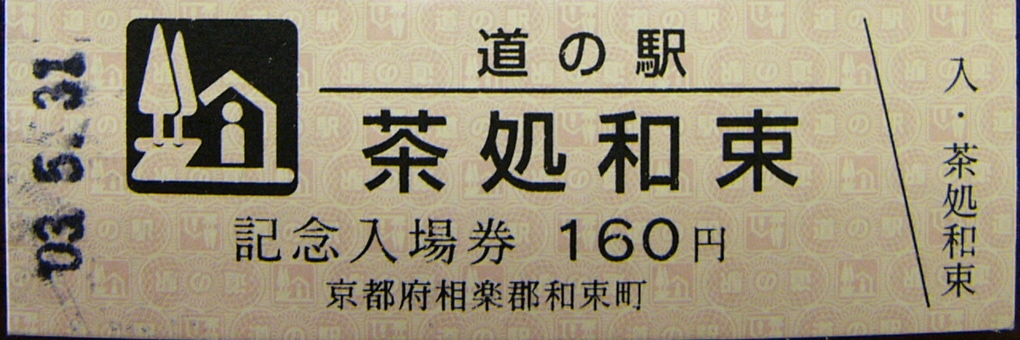 道の駅
茶処和束
記念入場券 160円
京都府相楽郡和束町
入・茶処和束
03. 5. 31